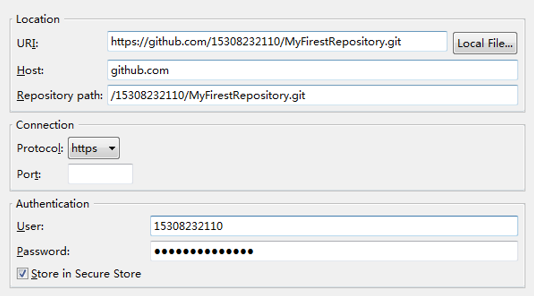 Location
URI: https://github.com/15308232110/MyFirestRepository.git Local File...
Host: github.com
Repository path: /15308232110/MyFirestRepository.git
Connection
Protocol: https
Port:
Authentication
User: 15308232110
Password: ●●●●●●●●●●●●●●
Store in Secure Store